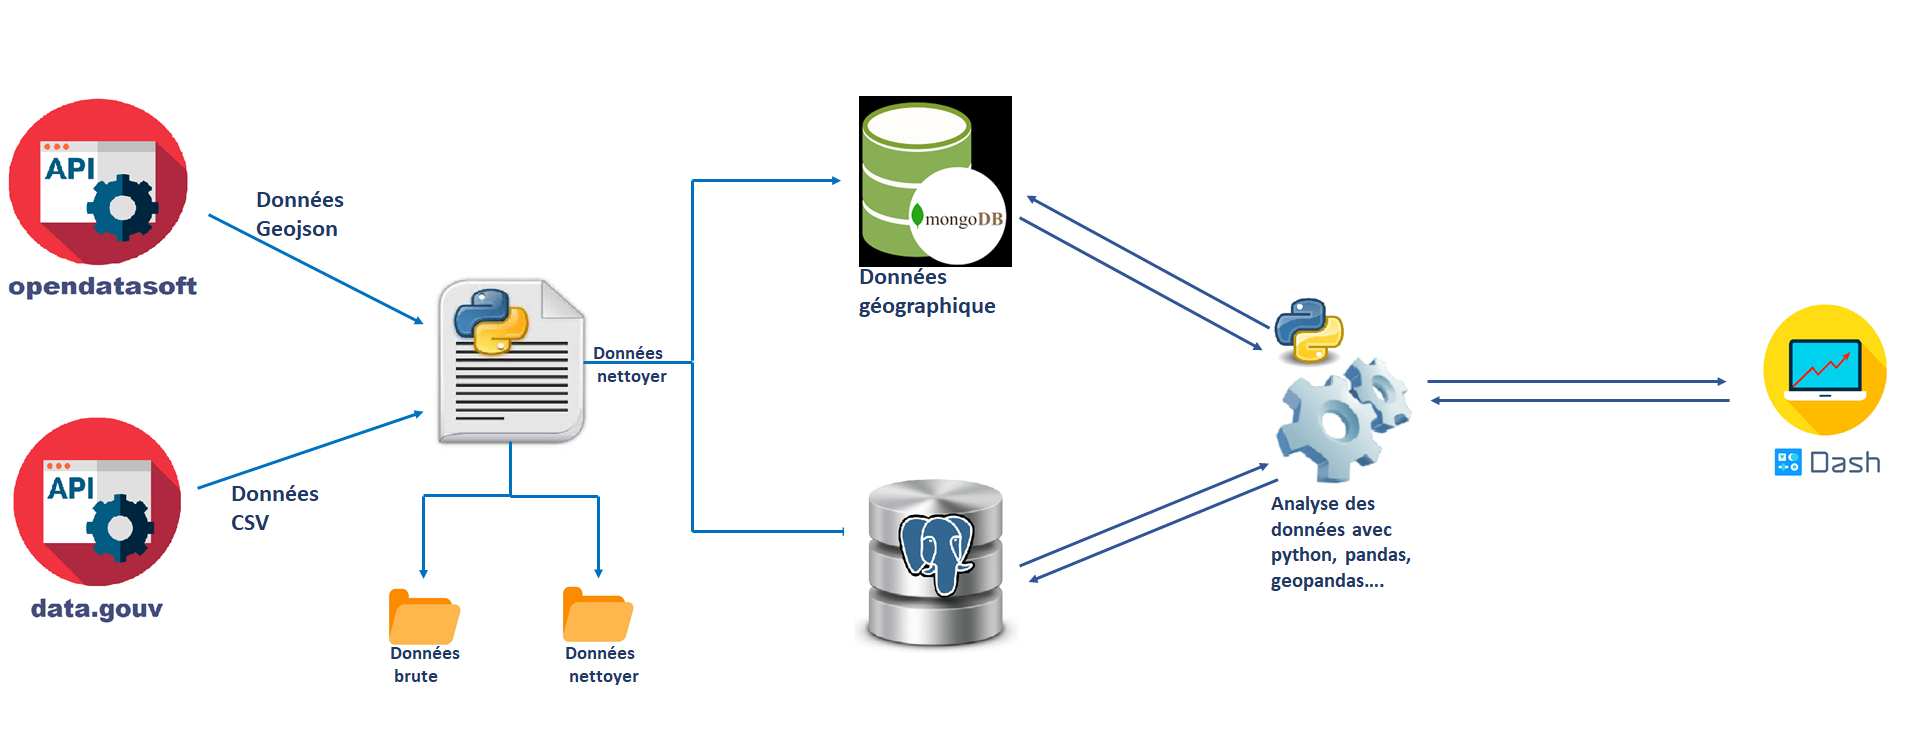 API
opendatasoft
Données
Geojson
API
data.gouv
Données
CSV
Données
nettoyer
Données
brute
Données
nettoyer
mongoDB
Données
géographique
Analyse des
données avec
python, pandas,
geopandas....
Dash